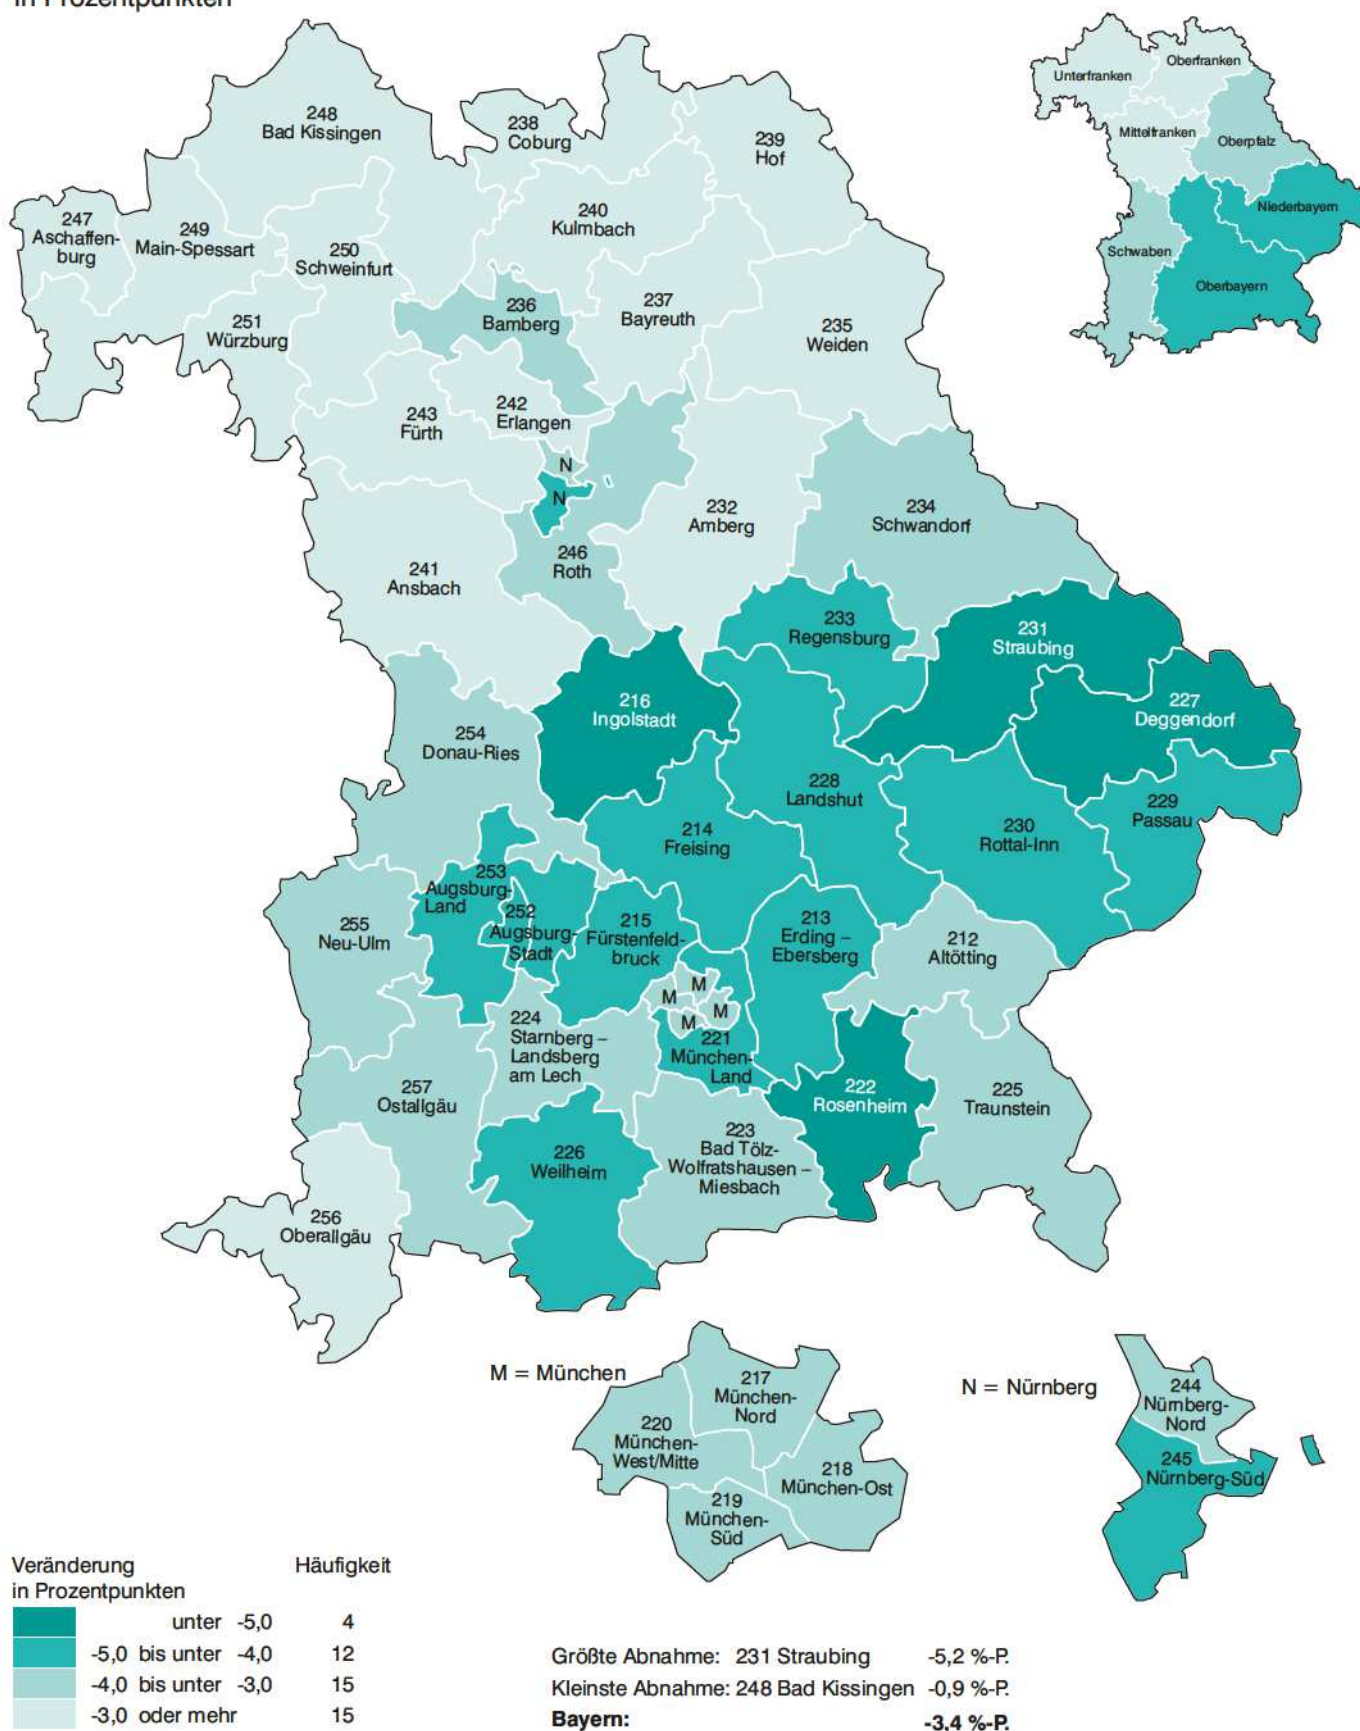 in Prozentpunkten
248
Bad Kissingen
238
Coburg
239
Hof
Unterfranken
Oberfranken
Mittelfranken
Oberpfalz
Niederbayern
Schwaben
Oberbayern
247
Aschaffen-
burg
249
Main-Spessart
250
Schweinfurt
240
Kulmbach
251
Würzburg
236
Bamberg
237
Bayreuth
235
Weiden
243
Fürth
242
Erlangen
N
N
232
Amberg
234
Schwandorf
241
Ansbach
246
Roth
233
Regensburg
231
Straubing
216
Ingolstadt
227
Deggendorf
254
Donau-Ries
228
Landshut
229
Passau
214
Freising
230
Rottal-Inn
253
Augsburg-
Land
252
Augsburg-
Stadt
215
Fürstenfeld-
bruck
213
Erding –
Ebersberg
212
Altötting
255
Neu-Ulm
M
M
M
M
224
Starnberg –
Landsberg
am Lech
221
München-
Land
222
Rosenheim
225
Traunstein
257
Ostallgäu
226
Weilheim
223
Bad Tölz-
Wolfratshausen –
Miesbach
256
Oberallgäu
M = München
217
München-
Nord
220
München-
West/Mitte
218
München-Ost
219
München-
Süd
N = Nürnberg
244
Nürnberg-
Nord
245
Nürnberg-Süd
Veränderung Häufigkeit
in Prozentpunkten
unter -5,0 4
-5,0 bis unter -4,0 12
-4,0 bis unter -3,0 15
-3,0 oder mehr 15
Größte Abnahme: 231 Straubing -5,2 %-P.
Kleinste Abnahme: 248 Bad Kissingen -0,9 %-P.
Bayern: -3,4 %-P.